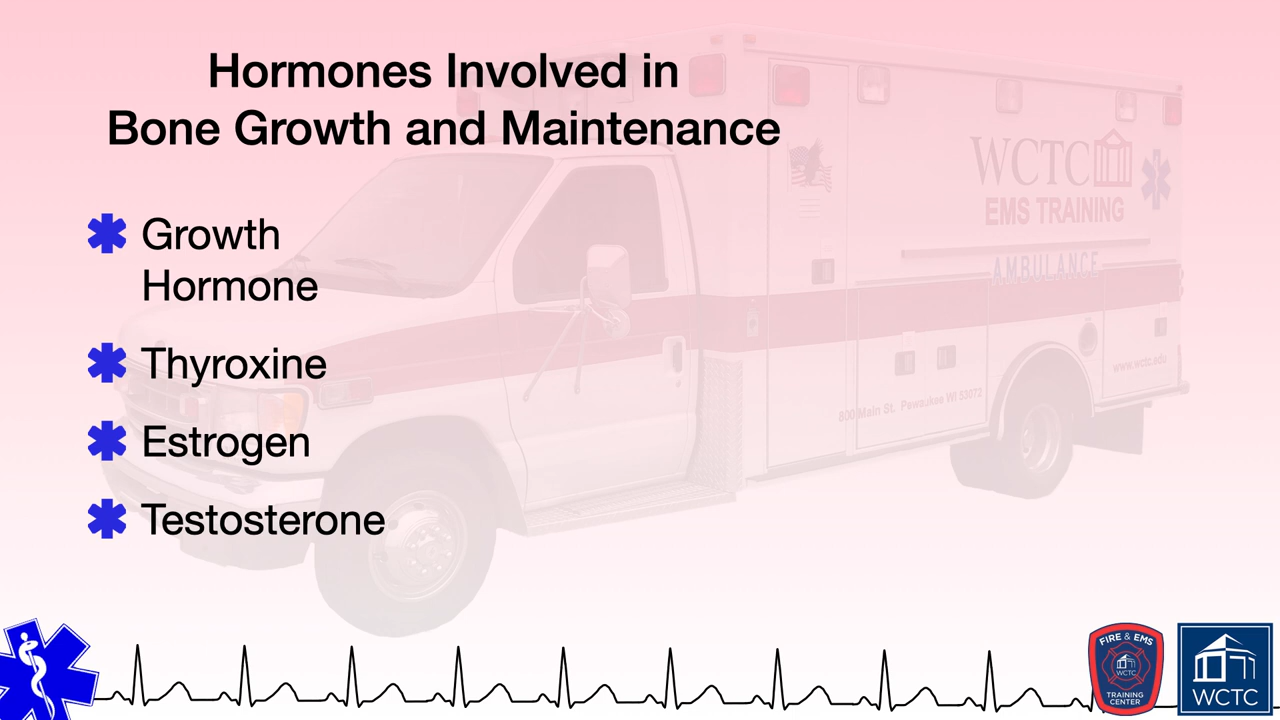 Hormones Involved in
Bone Growth and Maintenance
Growth
Hormone
Thyroxine
Estrogen
Testosterone
WCTC
EMS TRAINING
AMBULANCE
www.wctc.edu
800 Main St. Pewaukee WI 53072
FIRE & EMS
WCTC
TRAINING
CENTER
WCTC